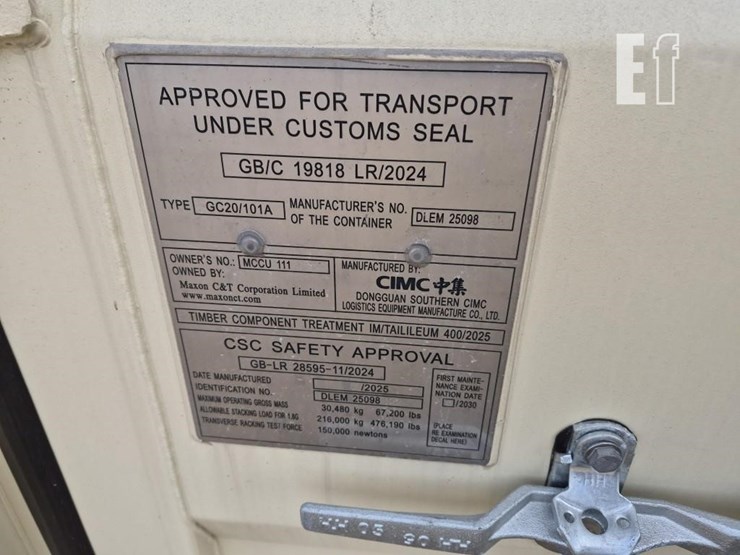 Ef
APPROVED FOR TRANSPORT
UNDER CUSTOMS SEAL
GB/C 19818 LR/2024
TYPE GC20/101A
MANUFACTURER'S NO.
OF THE CONTAINER
DLEM 25098
OWNER'S NO.: MCCU 111
OWNED BY:
Maxon C&T Corporation Limited
www.maxonct.com
MANUFACTURED BY:
CIMC 中集
DONGGUAN SOUTHERN CIMC
LOGISTICS EQUIPMENT MANUFACTURE CO., LTD.
TIMBER COMPONENT TREATMENT IM/TAILILEUM 400/2025
CSC SAFETY APPROVAL
GB-LR 28595-11/2024
DATE MANUFACTURED /2025
IDENTIFICATION NO. DLEM 25098
MAXIMUM OPERATING GROSS MASS 30,480 kg 67,200 lbs
ALLOWABLE STACKING LOAD FOR 1.8G 216,000 kg 476,190 lbs
TRANSVERSE RACKING TEST FORCE 150,000 newtons
FIRST MAINTE-
NANCE EXAMI-
NATION DATE
/2030
(PLACE
RE EXAMINATION
DECAL HERE)